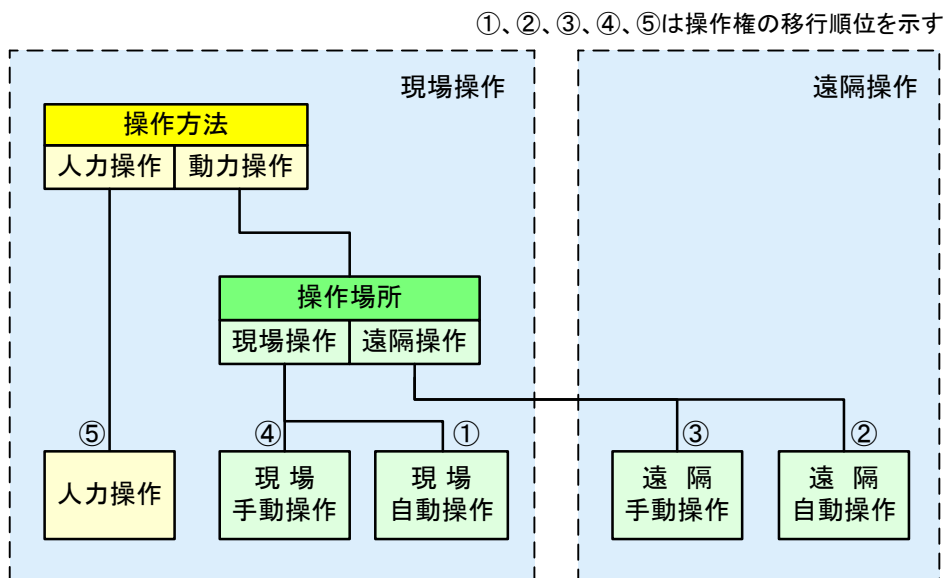 ①、②、③、④、⑤は操作権の移行順位を示す
現場操作
遠隔操作
操作方法
人力操作 動力操作
操作場所
現場操作 遠隔操作
⑤ ④ ① ③ ②
人力操作
現 場
手動操作
現 場
自動操作
遠 隔
手動操作
遠 隔
自動操作